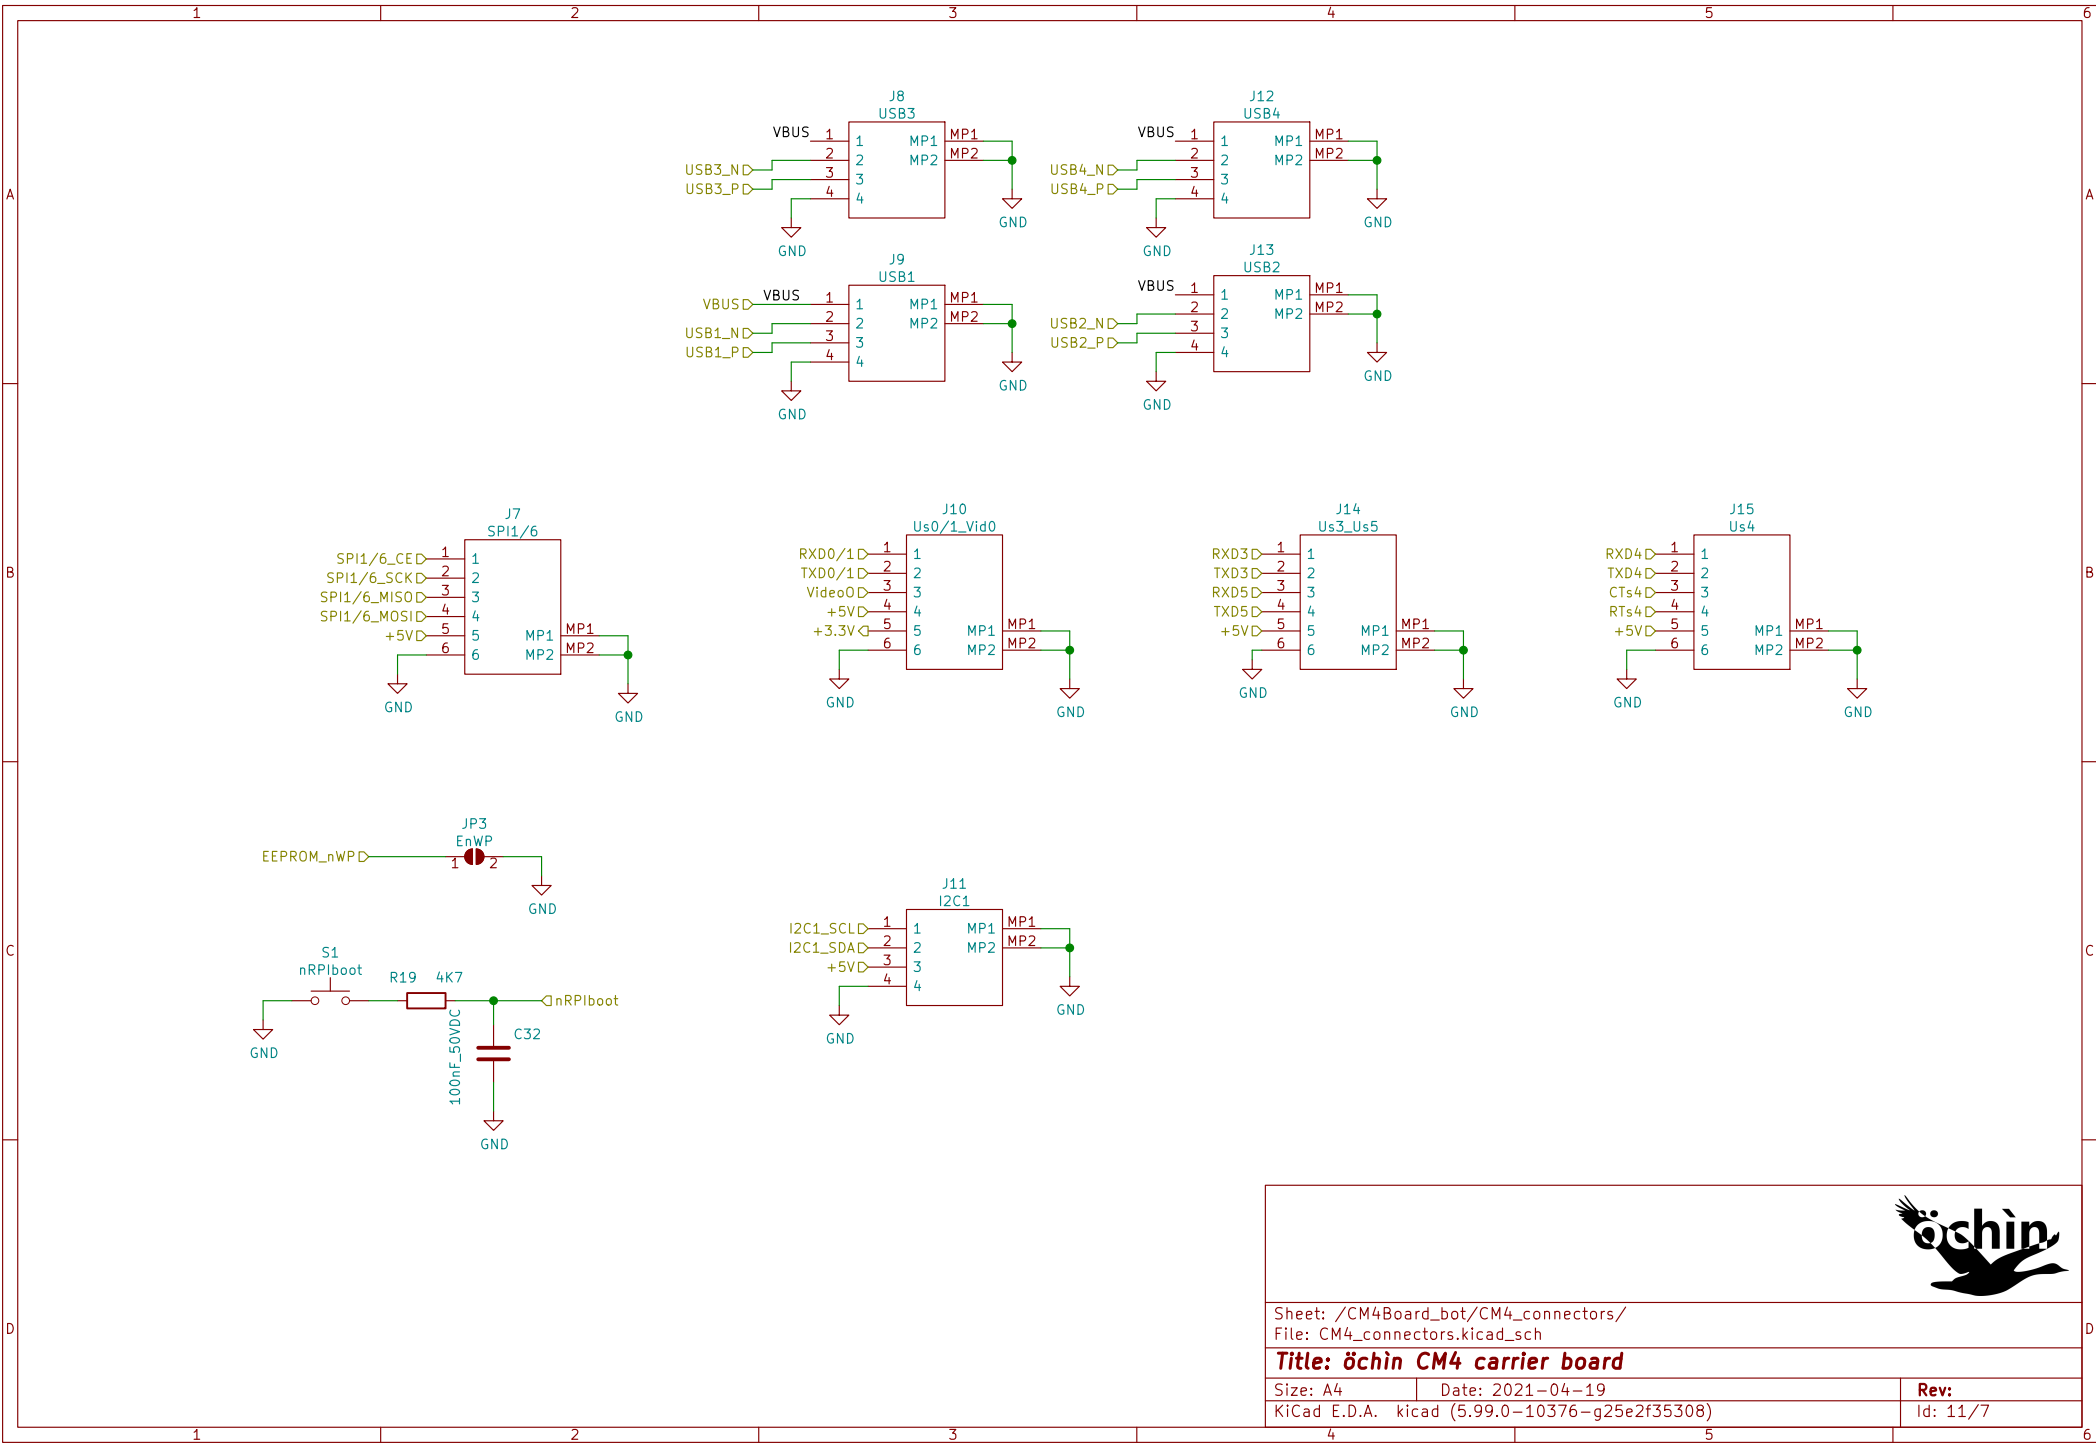 1 2 3 4 5 6
A
A
B
B
C
C
D
D
J8
USB3
VBUS 1 1 MP1 MP1
2 2 MP2 MP2
USB3_N
3 3
USB3_P
4 4
GND
GND
J12
USB4
VBUS 1 1 MP1 MP1
2 2 MP2 MP2
USB4_N
3 3
USB4_P
4 4
GND
GND
J9
USB1
VBUS VBUS 1 1 MP1 MP1
2 2 MP2 MP2
USB1_N
3 3
USB1_P
4 4
GND
GND
J13
USB2
VBUS 1 1 MP1 MP1
2 2 MP2 MP2
USB2_N
3 3
USB2_P
4 4
GND
GND
J7
SPI1/6
SPI1/6_CE 1 1
SPI1/6_SCK 2 2
SPI1/6_MISO 3 3
SPI1/6_MOSI 4 4
+5V 5 5 MP1 MP1
6 6 MP2 MP2
GND
GND
J10
Us0/1_Vid0
RXD0/1 1 1
TXD0/1 2 2
VideoO 3 3
+5V 4 4
+3.3V 5 5 MP1 MP1
6 6 MP2 MP2
GND
GND
J14
Us3_Us5
RXD3 1 1
TXD3 2 2
RXD5 3 3
TXD5 4 4
+5V 5 5 MP1 MP1
6 6 MP2 MP2
GND
GND
J15
Us4
RXD4 1 1
TXD4 2 2
CTs4 3 3
RTs4 4 4
+5V 5 5 MP1 MP1
6 6 MP2 MP2
GND
GND
JP3
EnWP
EEPROM_nWP 1 2
GND
J11
I2C1
I2C1_SCL 1 1 MP1 MP1
I2C1_SDA 2 2 MP2 MP2
+5V 3 3
4 4
GND
GND
S1
nRPIboot
R19 4K7
nRPIboot
GND
C32
100nF_50VDC
GND
öchìn
Sheet: /CM4Board_bot/CM4_connectors/
File: CM4_connectors.kicad_sch
Title: öchìn CM4 carrier board
Size: A4 Date: 2021-04-19 Rev:
KiCad E.D.A. kicad (5.99.0-10376-g25e2f35308) Id: 11/7
1 2 3 4 5 6